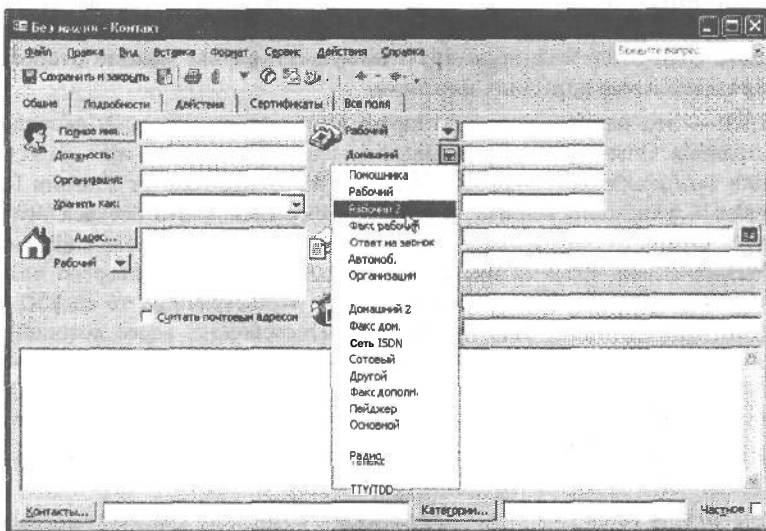 Без имени - Контакт
Файл Правка Вид Вставка Формат Сервис Действия Справка
Введите вопрос
Сохранить и закрыть
Общие Подробности Действия Сертификаты Все поля
Полное имя... Рабочий
Должность: Домашний
Организация:
Хранить как:
Помощника
Рабочий
Рабочий 2
Факс рабочий
Ответ на звонок
Автомоб.
Организации
Домашний 2
Факс дом.
Сеть ISDN
Сотовый
Другой
Факс дополн.
Пейджер
Основной
Радио
Телекс
TTY/TDD
Адрес...
Рабочий
Считать почтовым адресом
Контакты... Категории... Частное